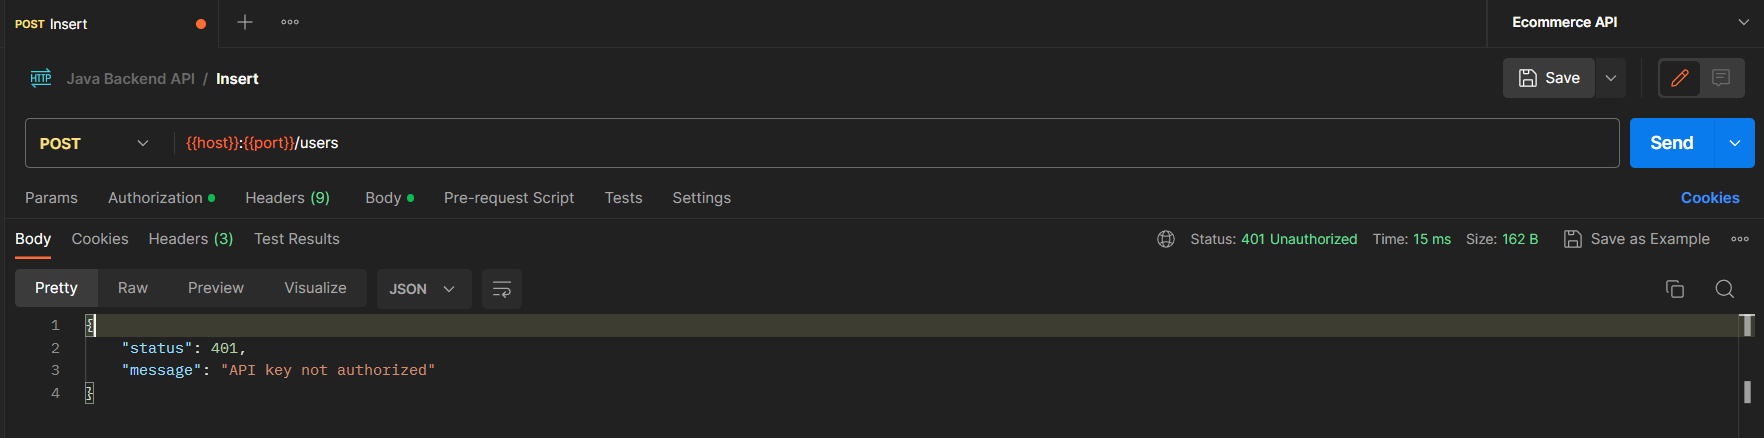 POST Insert
Ecommerce API
HTTP Java Backend API / Insert
Save
POST {{host}}:{{port}}/users Send
Params Authorization Headers (9) Body Pre-request Script Tests Settings Cookies
Body Cookies Headers (3) Test Results Status: 401 Unauthorized Time: 15 ms Size: 162 B Save as Example
Pretty Raw Preview Visualize JSON
1 {
2 "status": 401,
3 "message": "API key not authorized"
4 }